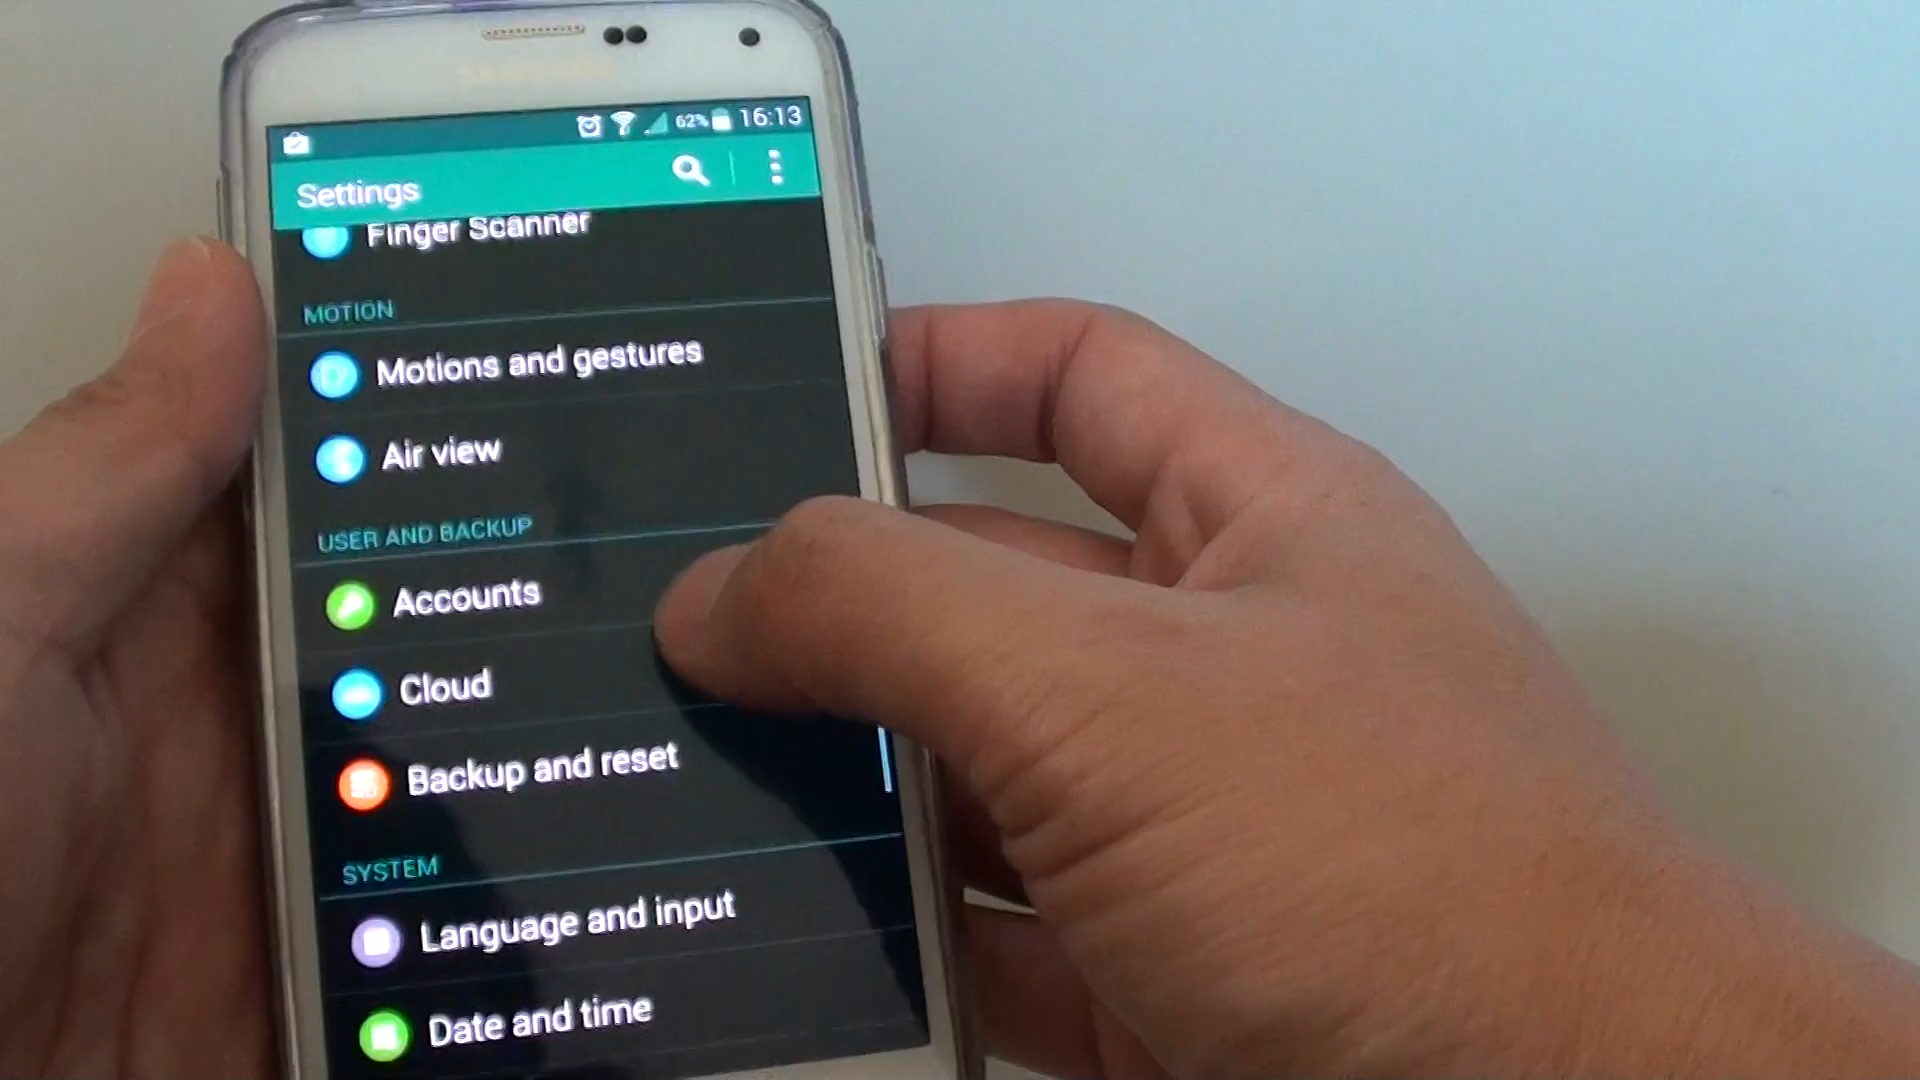 SAMSUNG
62% 16:13
Settings
Finger Scanner
MOTION
Motions and gestures
Air view
USER AND BACKUP
Accounts
Cloud
Backup and reset
SYSTEM
Language and input
Date and time